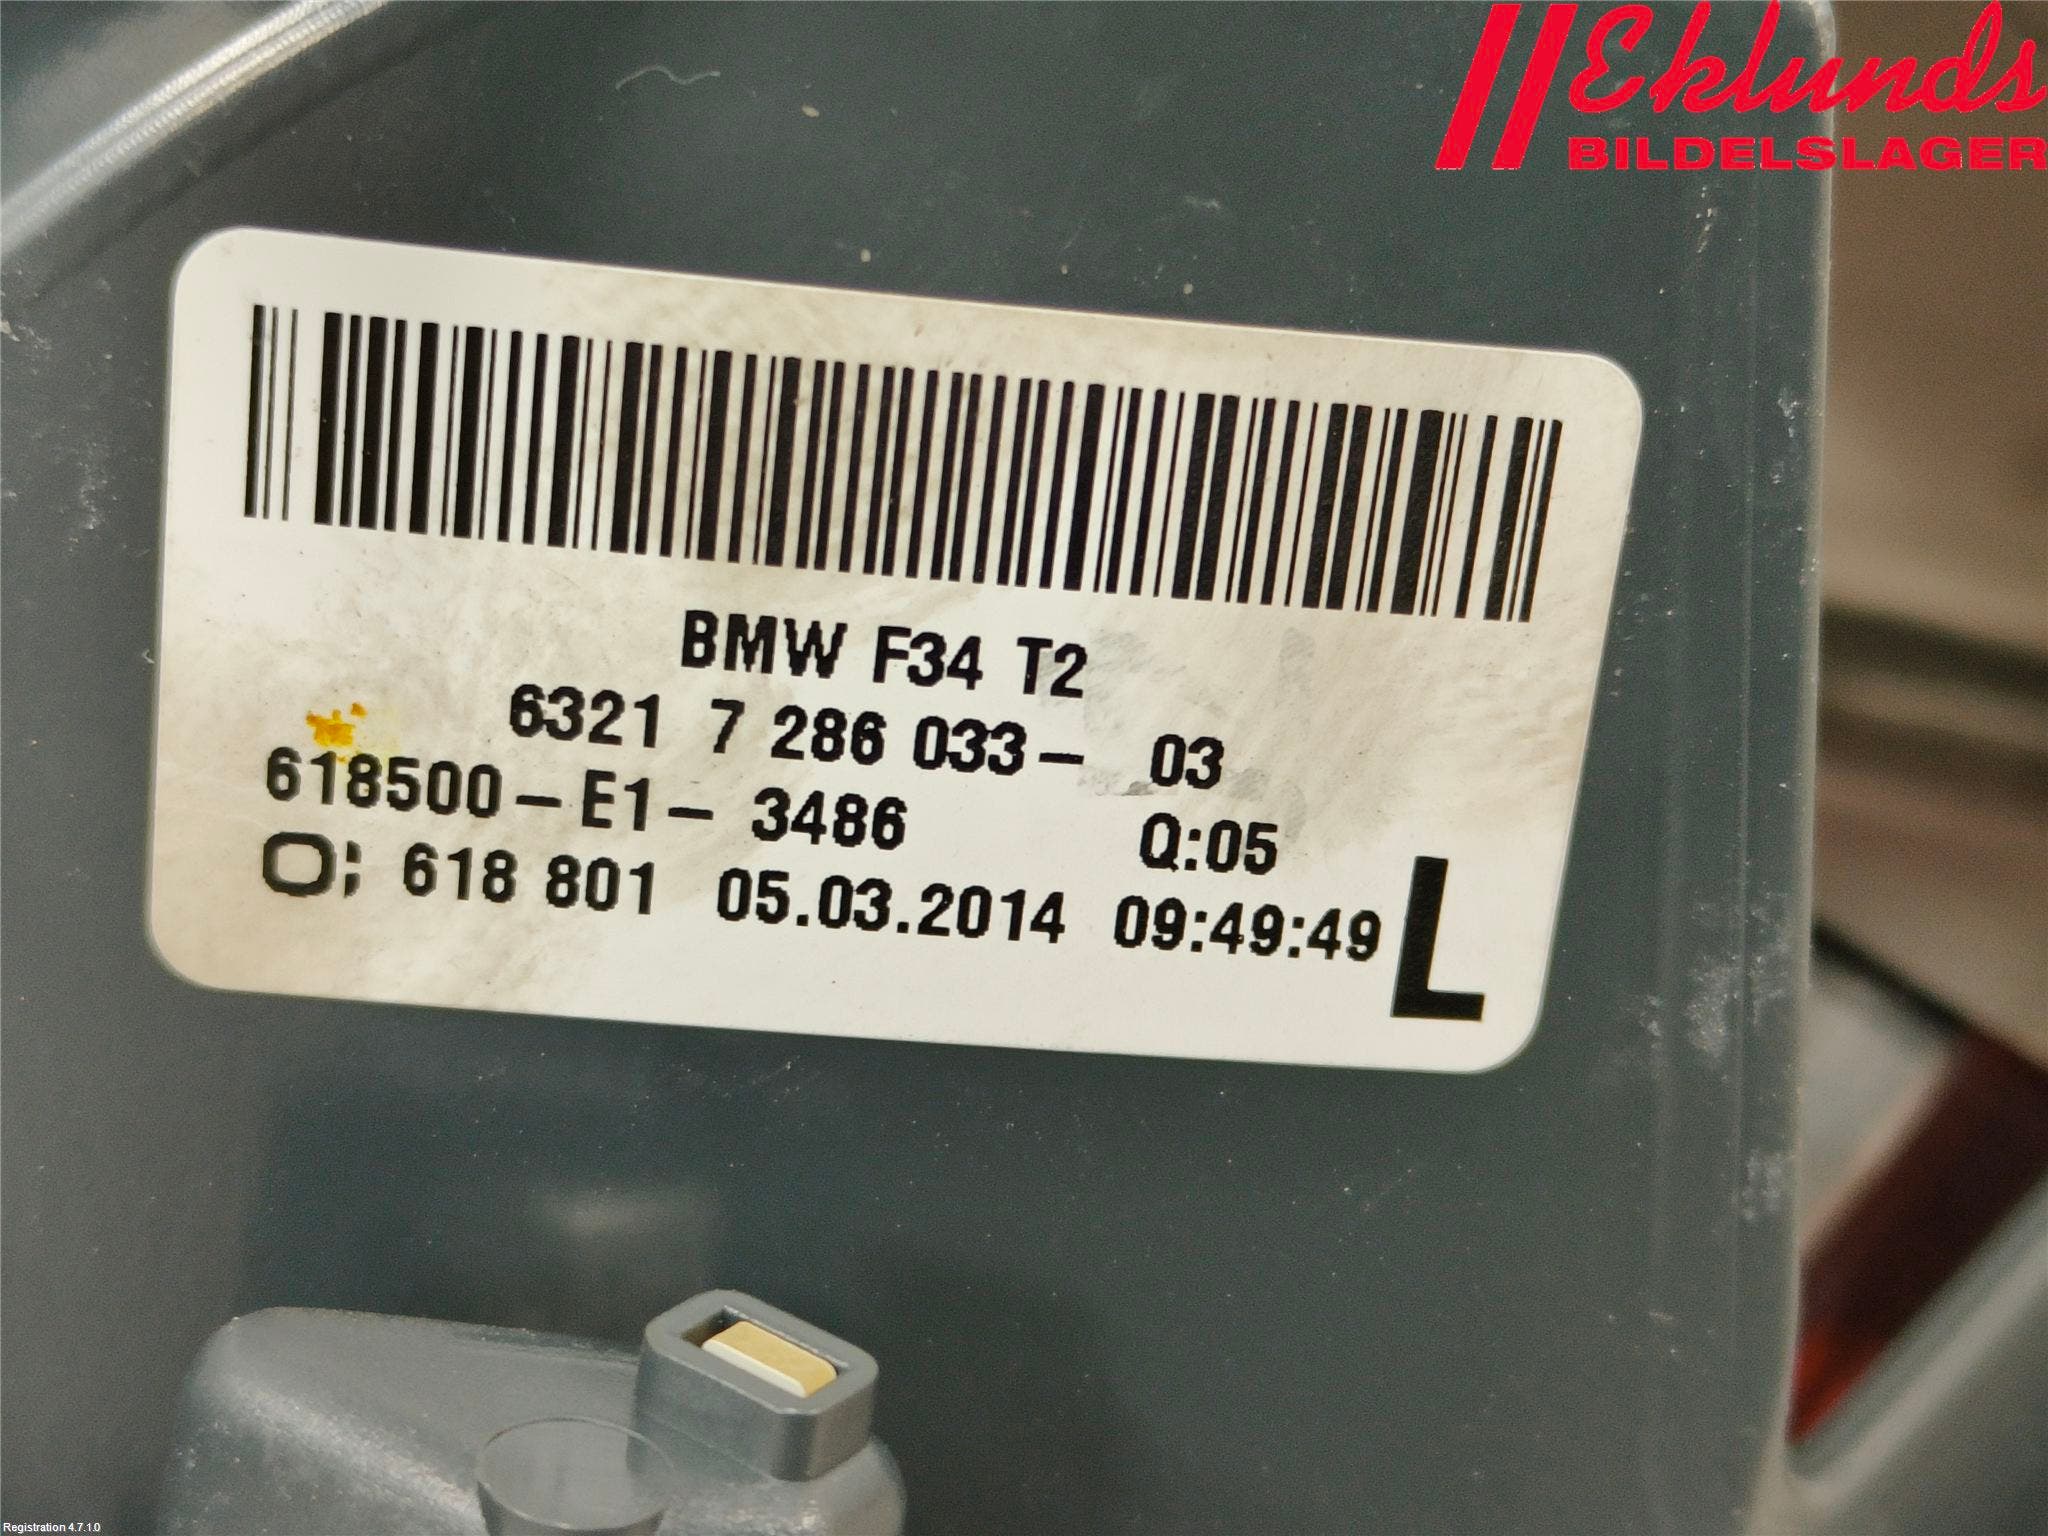 Eklunds
BILDELSLAGER
BMW F34 T2
6321 7 286 033- 03
618500-E1- 3486 Q:05
618 801 05.03.2014 09:49:49
L
Registration 4.7.1.0